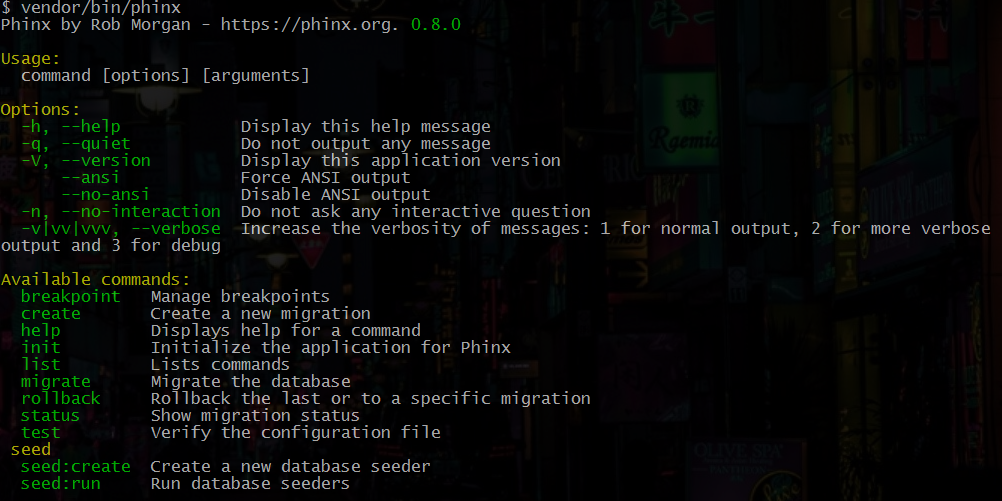 $ vendor/bin/phinx
Phinx by Rob Morgan - https://phinx.org. 0.8.0
Usage:
  command [options] [arguments]
Options:
  -h, --help            Display this help message
  -q, --quiet           Do not output any message
  -V, --version         Display this application version
      --ansi            Force ANSI output
      --no-ansi         Disable ANSI output
  -n, --no-interaction  Do not ask any interactive question
  -v|vv|vvv, --verbose  Increase the verbosity of messages: 1 for normal output, 2 for more verbose
output and 3 for debug
Available commands:
  breakpoint   Manage breakpoints
  create       Create a new migration
  help         Displays help for a command
  init         Initialize the application for Phinx
  list         Lists commands
  migrate      Migrate the database
  rollback     Rollback the last or to a specific migration
  status       Show migration status
  test         Verify the configuration file
 seed
  seed:create  Create a new database seeder
  seed:run     Run database seeders
OLIVE SPA